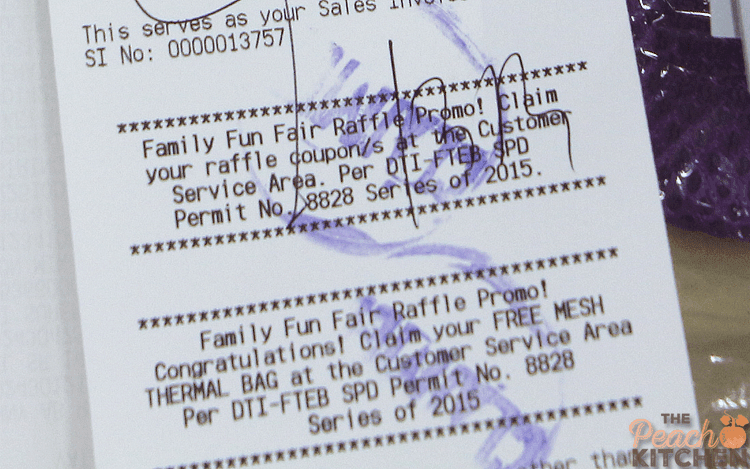 This serves as your Sales Invoi
SI No: 0000013757
****************************************
Family Fun Fair Raffle Promo! Claim
your raffle coupon/s at the Customer
Service Area. Per DTI-FTEB SPD
Permit No. 8828 Series of 2015.
****************************************
****************************************
Family Fun Fair Raffle Promo!
Congratulations! Claim your FREE MESH
THERMAL BAG at the Customer Service Area
Per DTI-FTEB SPD Permit No. 8828
Series of 2015
****************************************
other than
THE
Peach
KITCHEN